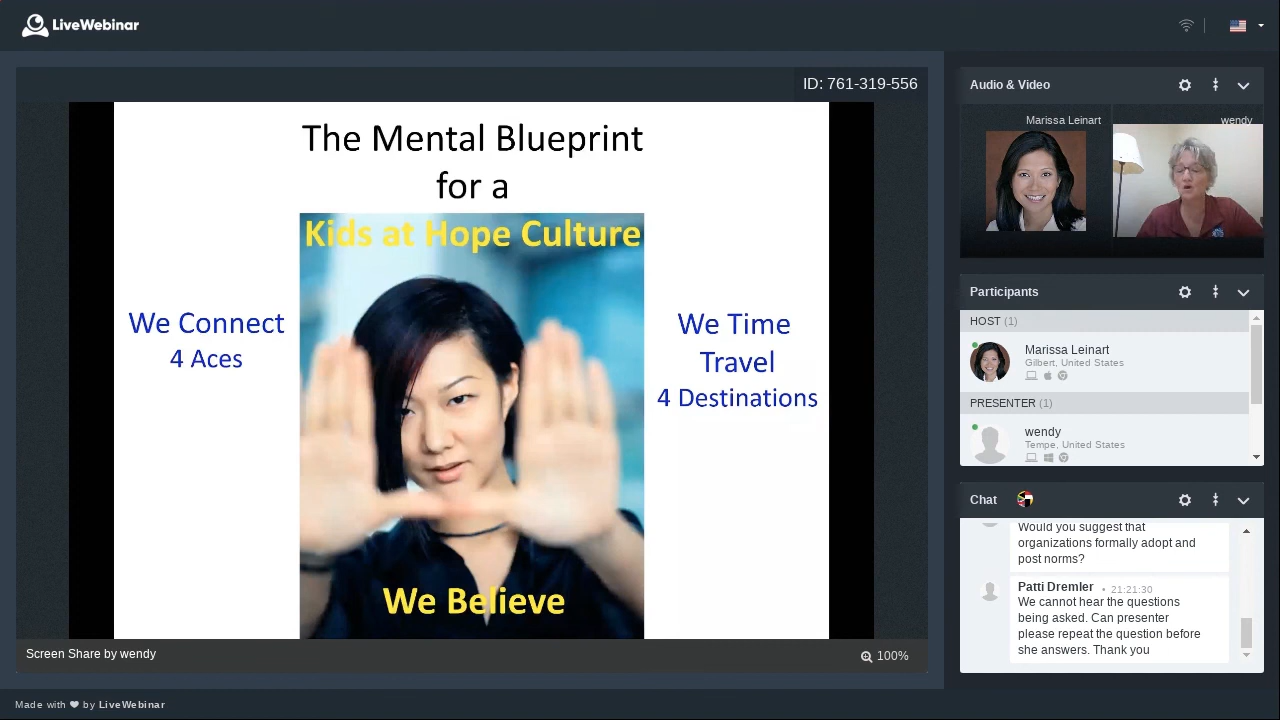 LiveWebinar
ID: 761-319-556
The Mental Blueprint
for a
Kids at Hope Culture
We Connect
4 Aces
We Time
Travel
4 Destinations
We Believe
Screen Share by wendy
100%
Made with ❤ by LiveWebinar
Audio & Video
Marissa Leinart
wendy
Participants
HOST (1)
Marissa Leinart
Gilbert, United States
PRESENTER (1)
wendy
Tempe, United States
Chat
Would you suggest that
organizations formally adopt and
post norms?
Patti Dremler • 21:21:30
We cannot hear the questions
being asked. Can presenter
please repeat the question before
she answers. Thank you